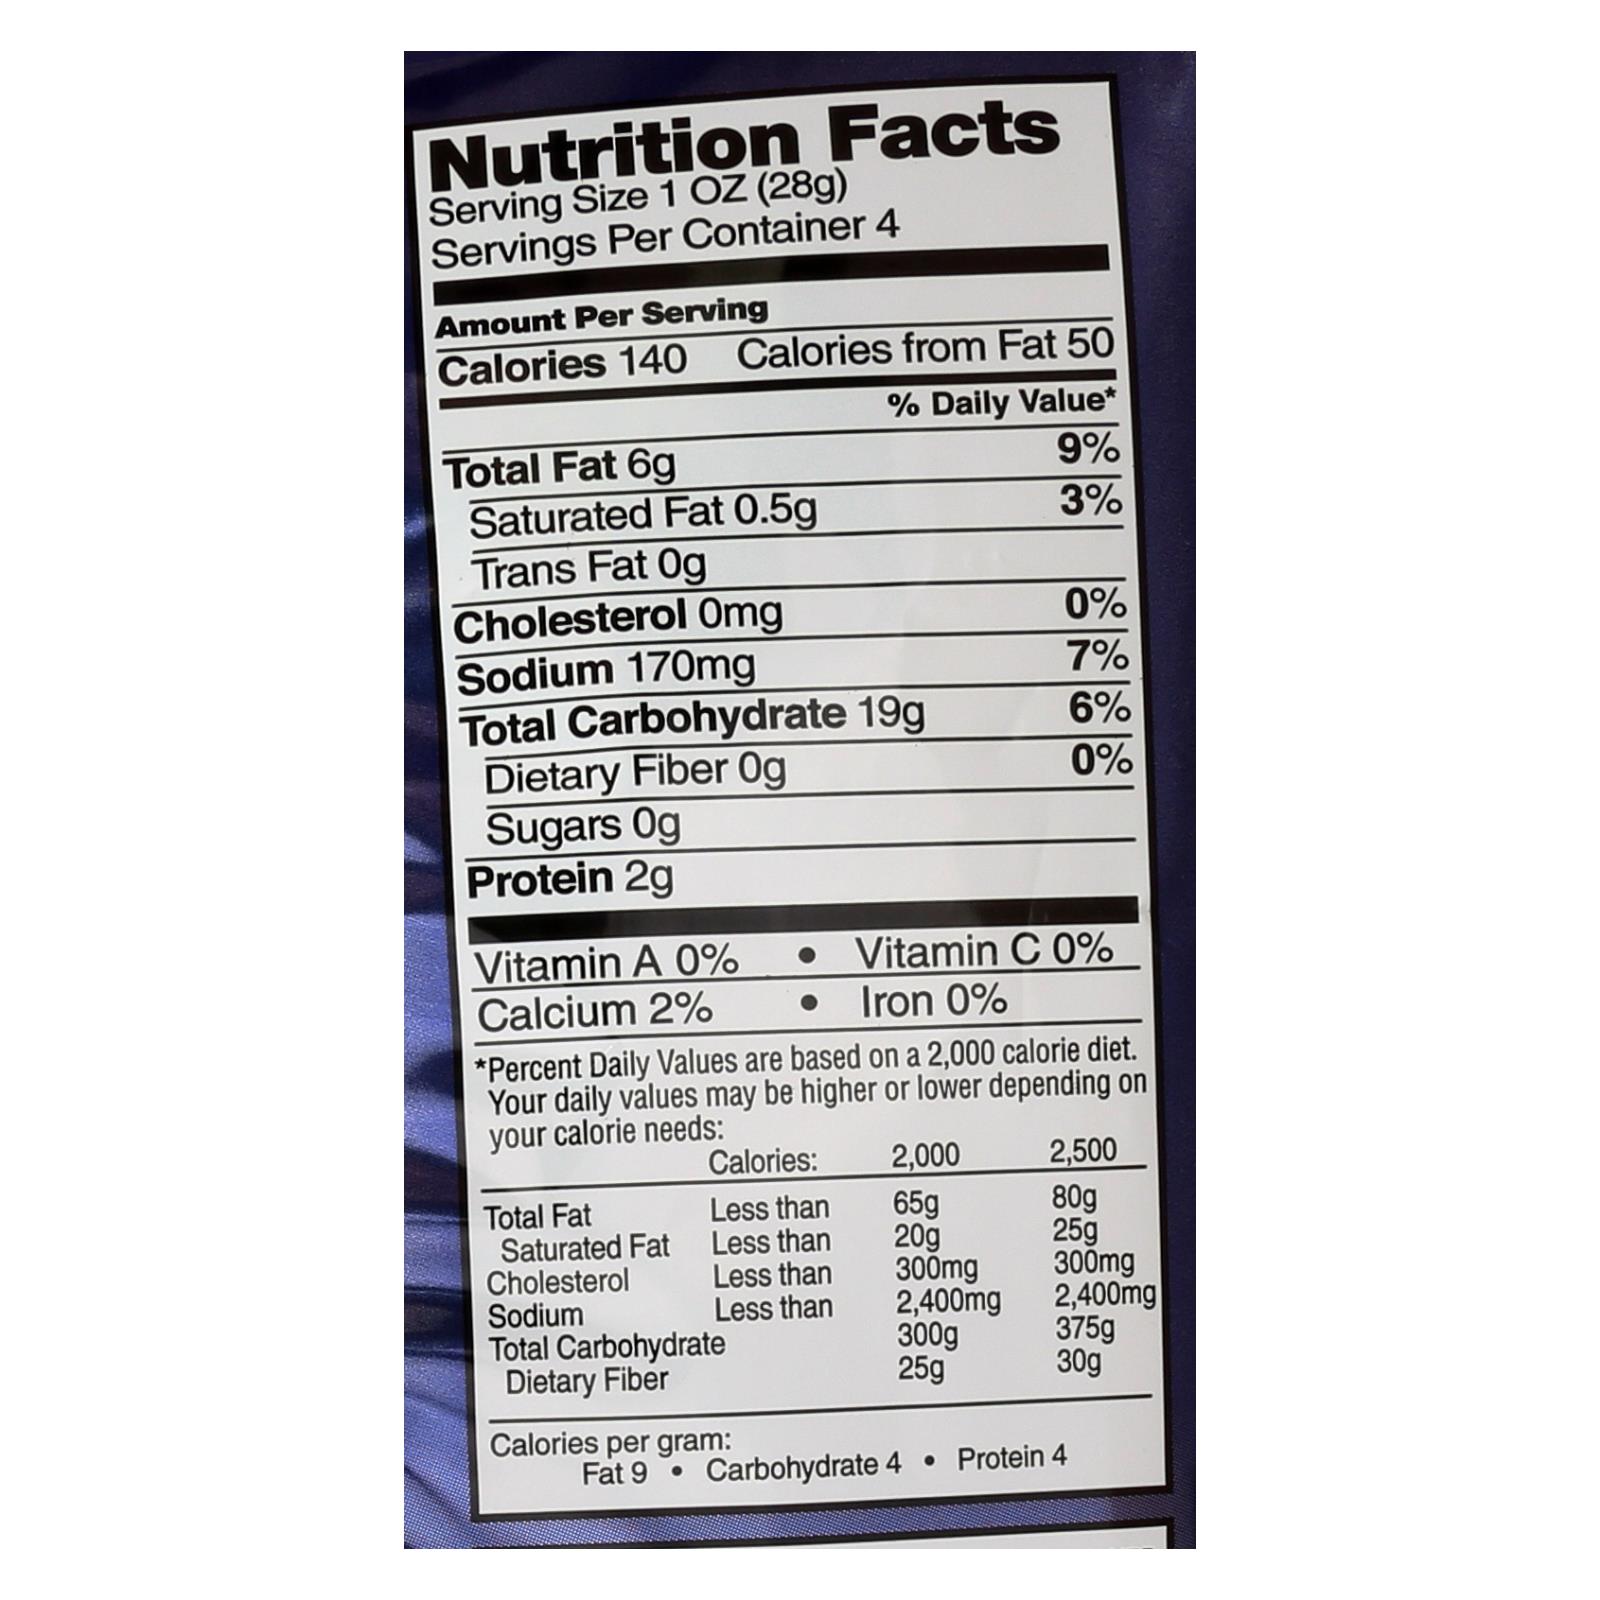 Nutrition Facts
Serving Size 1 OZ (28g)
Servings Per Container 4
Amount Per Serving
Calories 140 Calories from Fat 50
% Daily Value*
Total Fat 6g 9%
Saturated Fat 0.5g 3%
Trans Fat 0g
Cholesterol 0mg 0%
Sodium 170mg 7%
Total Carbohydrate 19g 6%
Dietary Fiber 0g 0%
Sugars 0g
Protein 2g
Vitamin A 0% • Vitamin C 0%
Calcium 2% • Iron 0%
*Percent Daily Values are based on a 2,000 calorie diet.
Your daily values may be higher or lower depending on
your calorie needs:
Calories: 2,000 2,500
Total Fat Less than 65g 80g
Saturated Fat Less than 20g 25g
Cholesterol Less than 300mg 300mg
Sodium Less than 2,400mg 2,400mg
Total Carbohydrate 300g 375g
Dietary Fiber 25g 30g
Calories per gram:
Fat 9 • Carbohydrate 4 • Protein 4